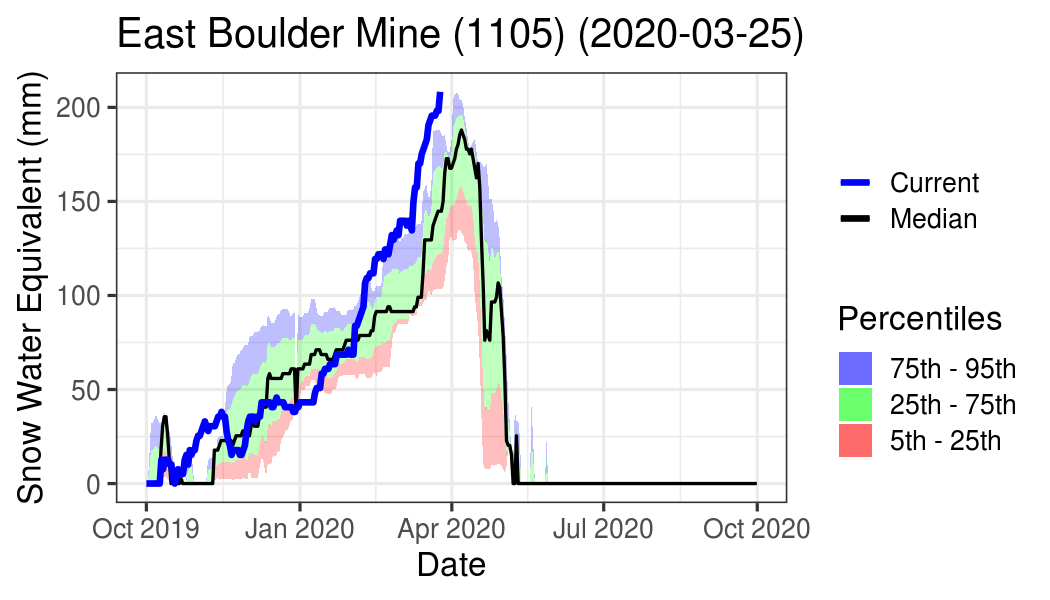 East Boulder Mine (1105) (2020-03-25)
Snow Water Equivalent (mm)
200
150
100
50
0
Oct 2019
Jan 2020
Apr 2020
Jul 2020
Oct 2020
Date
Current
Median
Percentiles
75th - 95th
25th - 75th
5th - 25th